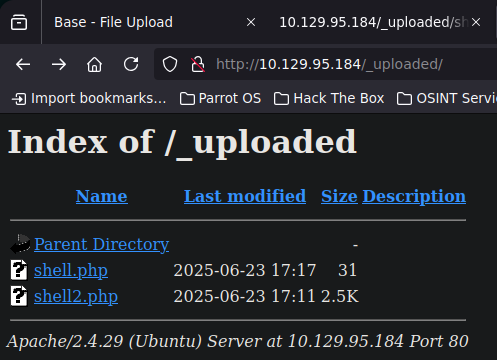 Base - File Upload × 10.129.95.184/_uploaded/sh ×
http://10.129.95.184/_uploaded/
Import bookmarks... Parrot OS Hack The Box OSINT Servi
Index of /_uploaded
Name Last modified Size Description
Parent Directory -
shell.php 2025-06-23 17:17 31
shell2.php 2025-06-23 17:11 2.5K
Apache/2.4.29 (Ubuntu) Server at 10.129.95.184 Port 80